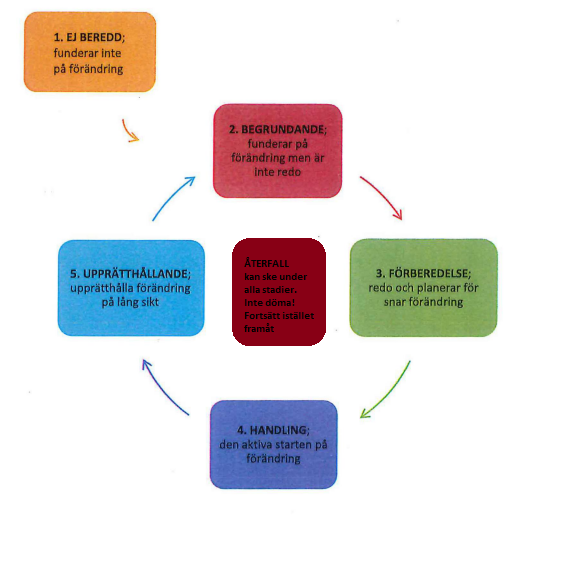 1. EJ BEREDD;
funderar inte
på förändring
2. BEGRUNDANDE;
funderar på
förändring men är
inte redo
5. UPPRÄTTHÅLLANDE;
upprätthålla förändring
på lång sikt
ÅTERFALL
kan ske under
alla stadier.
Inte döma!
Fortsätt istället
framåt
3. FÖRBEREDELSE;
redo och planerar för
snar förändring
4. HANDLING;
den aktiva starten på
förändring